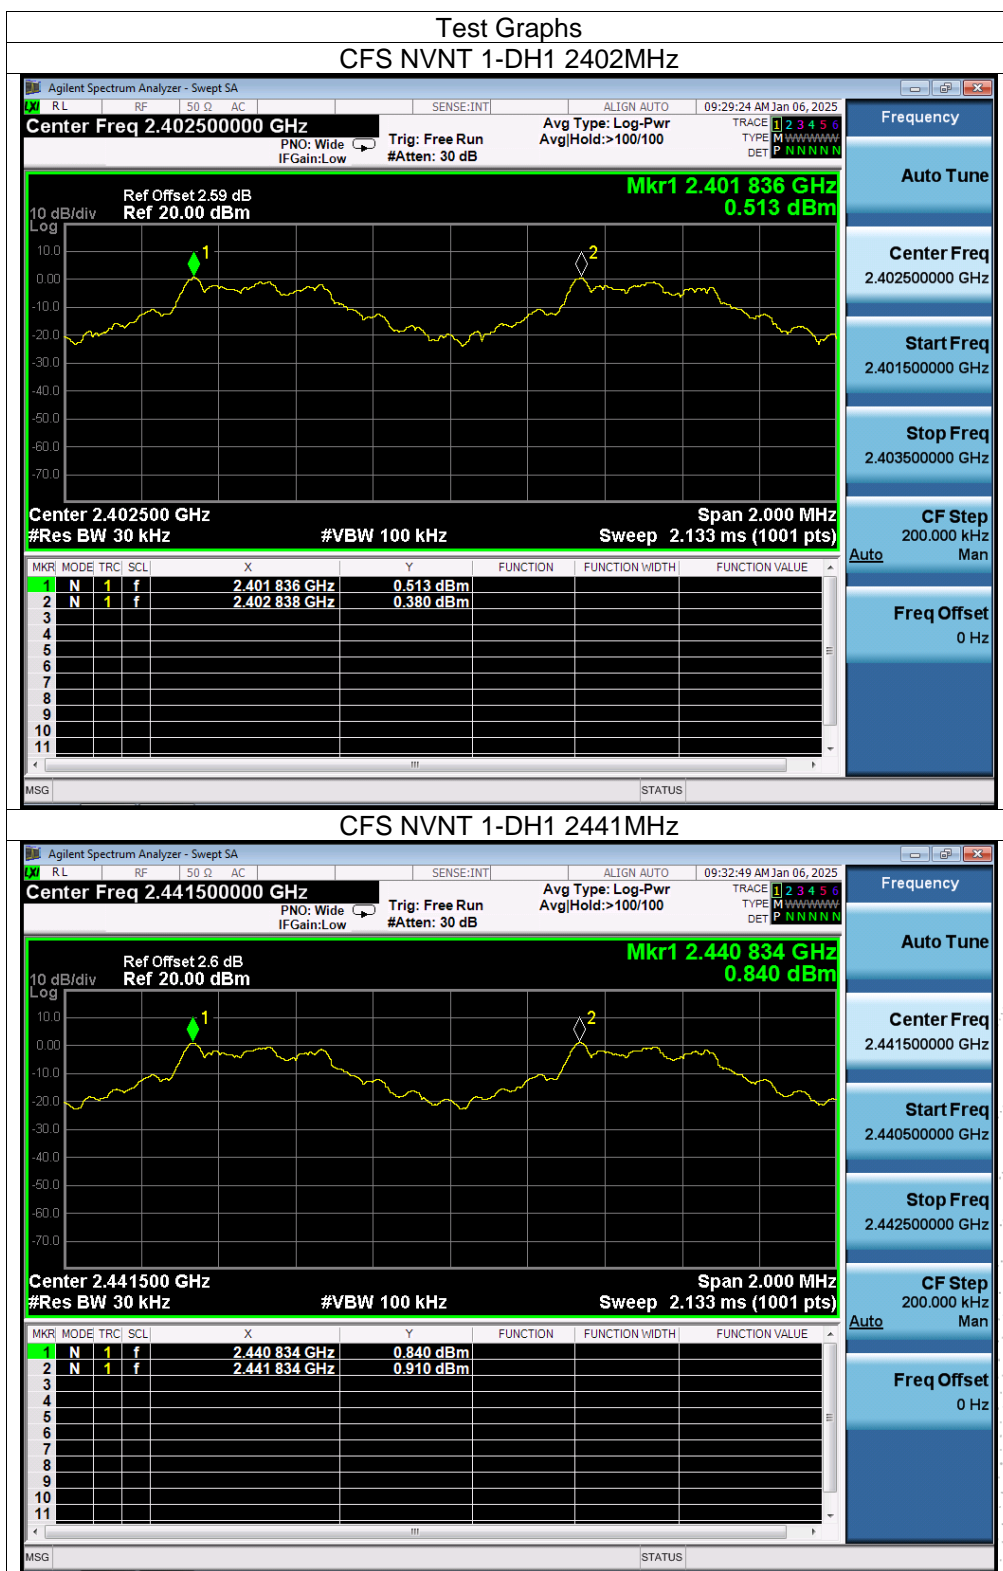 Test Graphs
CFS NVNT 1-DH1 2402MHz
Agilent Spectrum Analyzer - Swept SA
LXI RL RF 50 Ω AC SENSE:INT ALIGN AUTO 09:29:24 AM Jan 06, 2025
Center Freq 2.402500000 GHz
PNO: Wide
IFGain:Low
Trig: Free Run
#Atten: 30 dB
Avg Type: Log-Pwr
Avg|Hold:>100/100
TRACE 1 2 3 4 5 6
TYPE M W W W W W
DET P N N N N N
Mkr1 2.401 836 GHz
0.513 dBm
Ref Offset 2.59 dB
10 dB/div Ref 20.00 dBm
Log
10.0
0.00
-10.0
-20.0
-30.0
-40.0
-50.0
-60.0
-70.0
1
2
Center 2.402500 GHz Span 2.000 MHz
#Res BW 30 kHz #VBW 100 kHz Sweep 2.133 ms (1001 pts)
MKR MODE TRC SCL X Y FUNCTION FUNCTION WIDTH FUNCTION VALUE
1 N 1 f 2.401 836 GHz 0.513 dBm
2 N 1 f 2.402 838 GHz 0.380 dBm
3
4
5
6
7
8
9
10
11
MSG STATUS
Frequency
Auto Tune
Center Freq
2.402500000 GHz
Start Freq
2.401500000 GHz
Stop Freq
2.403500000 GHz
CF Step
200.000 kHz
Auto Man
Freq Offset
0 Hz
CFS NVNT 1-DH1 2441MHz
Agilent Spectrum Analyzer - Swept SA
LXI RL RF 50 Ω AC SENSE:INT ALIGN AUTO 09:32:49 AM Jan 06, 2025
Center Freq 2.441500000 GHz
PNO: Wide
IFGain:Low
Trig: Free Run
#Atten: 30 dB
Avg Type: Log-Pwr
Avg|Hold:>100/100
TRACE 1 2 3 4 5 6
TYPE M W W W W W
DET P N N N N N
Mkr1 2.440 834 GHz
0.840 dBm
Ref Offset 2.6 dB
10 dB/div Ref 20.00 dBm
Log
10.0
0.00
-10.0
-20.0
-30.0
-40.0
-50.0
-60.0
-70.0
1
2
Center 2.441500 GHz Span 2.000 MHz
#Res BW 30 kHz #VBW 100 kHz Sweep 2.133 ms (1001 pts)
MKR MODE TRC SCL X Y FUNCTION FUNCTION WIDTH FUNCTION VALUE
1 N 1 f 2.440 834 GHz 0.840 dBm
2 N 1 f 2.441 834 GHz 0.910 dBm
3
4
5
6
7
8
9
10
11
MSG STATUS
Frequency
Auto Tune
Center Freq
2.441500000 GHz
Start Freq
2.440500000 GHz
Stop Freq
2.442500000 GHz
CF Step
200.000 kHz
Auto Man
Freq Offset
0 Hz